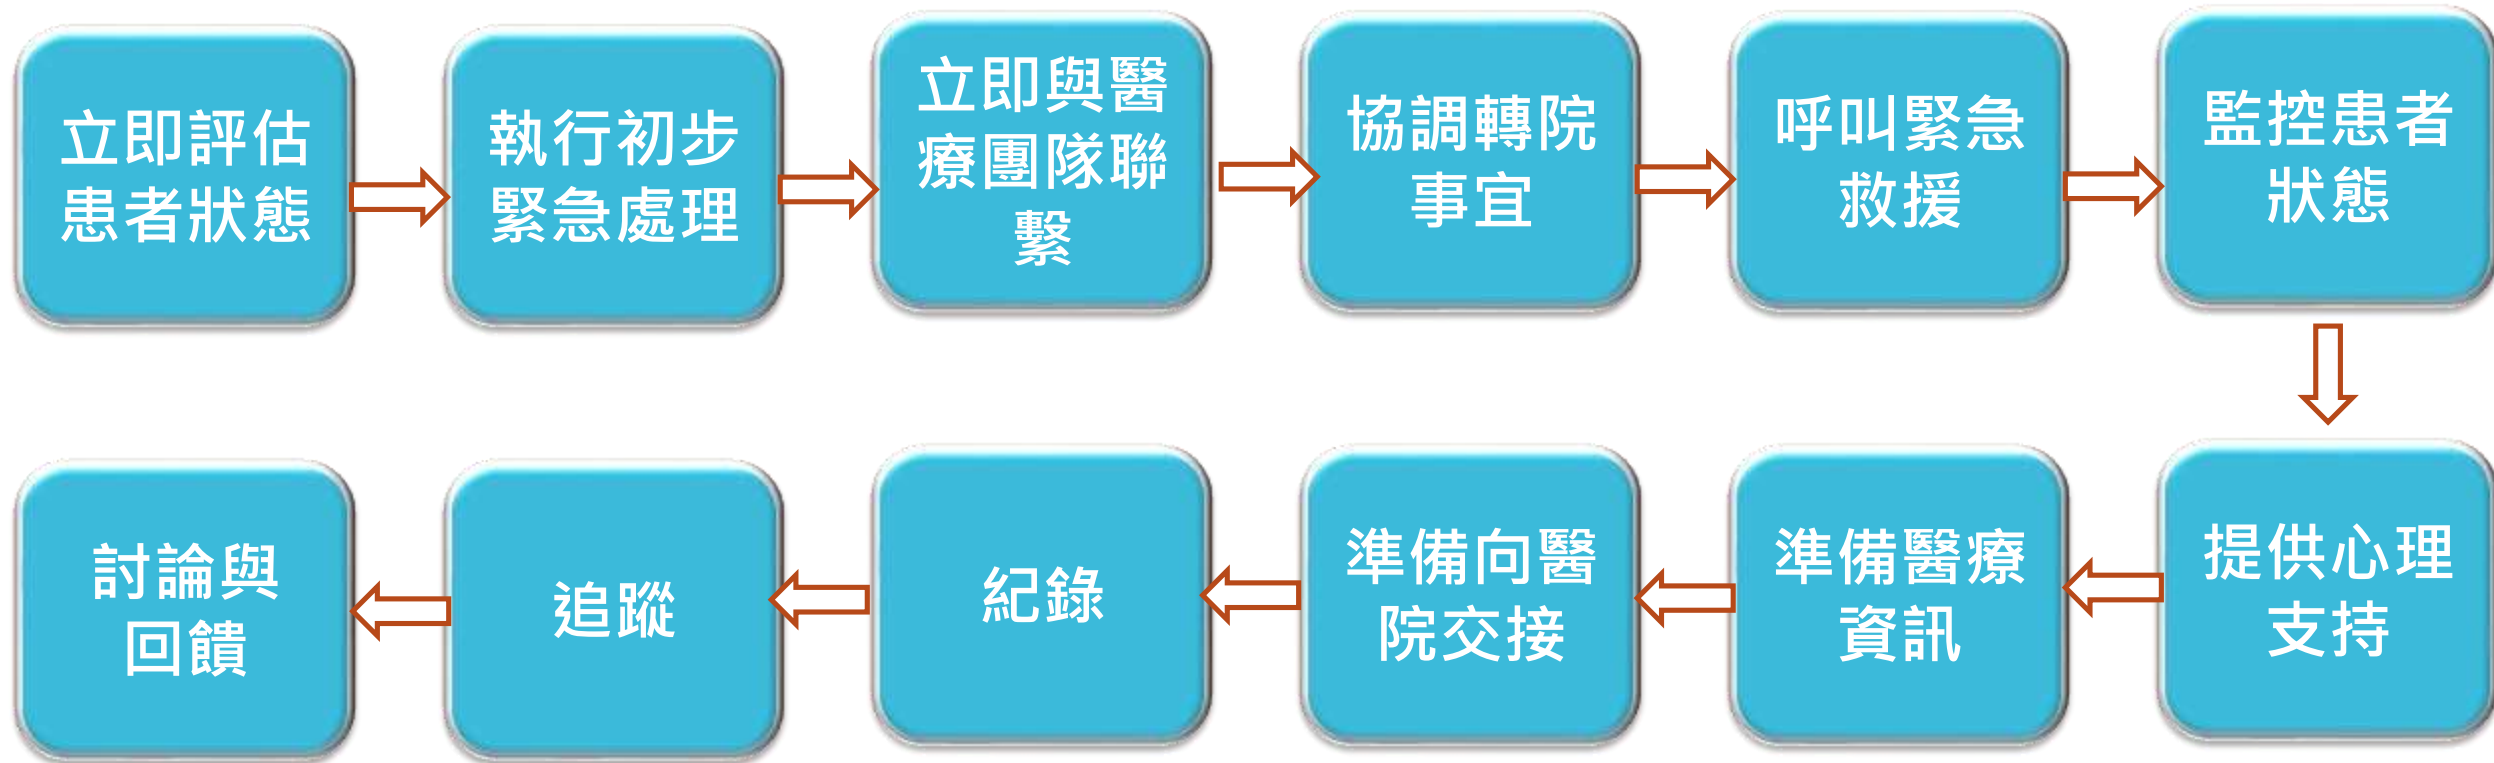 立即評估
患者狀態
執行初步
緊急處理
立即與醫
療團隊聯
繫
協調轉院
事宜
呼叫緊急
救援
監控患者
狀態
提供心理
支持
準備醫療
資訊
準備向醫
院交接
紀錄
追蹤
討論與
回饋